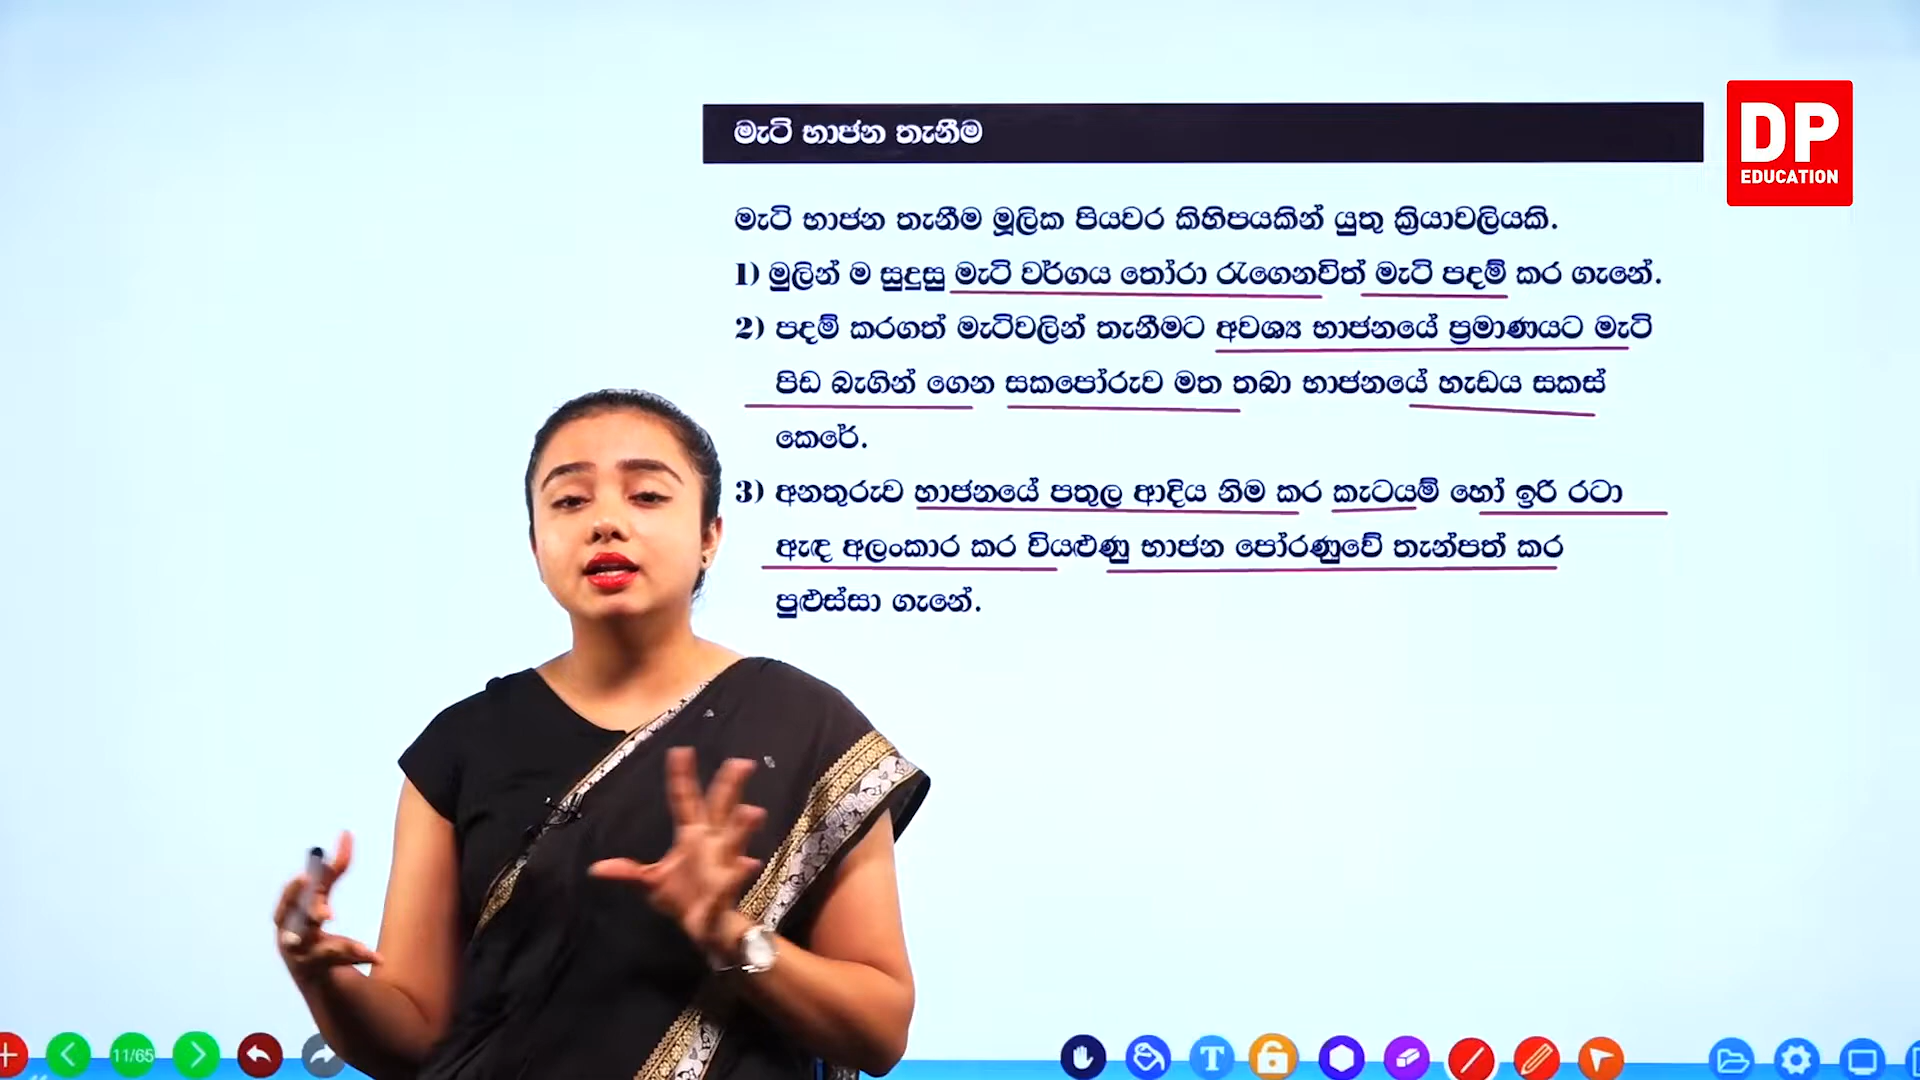 මැටි භාජන තැනීම
DP
EDUCATION
මැටි භාජන තැනීම මූලික පියවර කිහිපයකින් යුතු ක්‍රියාවලියකි.
1) මුලින් ම සුදුසු මැටි වර්ගය තෝරා රැගෙනවිත් මැටි පදම් කර ගැනේ.
2) පදම් කරගත් මැටිවලින් තැනීමට අවශ්‍ය භාජනයේ ප්‍රමාණයට මැටි
පිඩ බැගින් ගෙන සකපෝරුව මත තබා භාජනයේ හැඩය සකස්
කෙරේ.
3) අනතුරුව භාජනයේ පතුල ආදිය නිම කර කැටයම් හෝ ඉරි රටා
ඇඳ අලංකාර කර වියළුණු භාජන පෝරණුවේ තැන්පත් කර
පුළුස්සා ගැනේ.
11/65
T